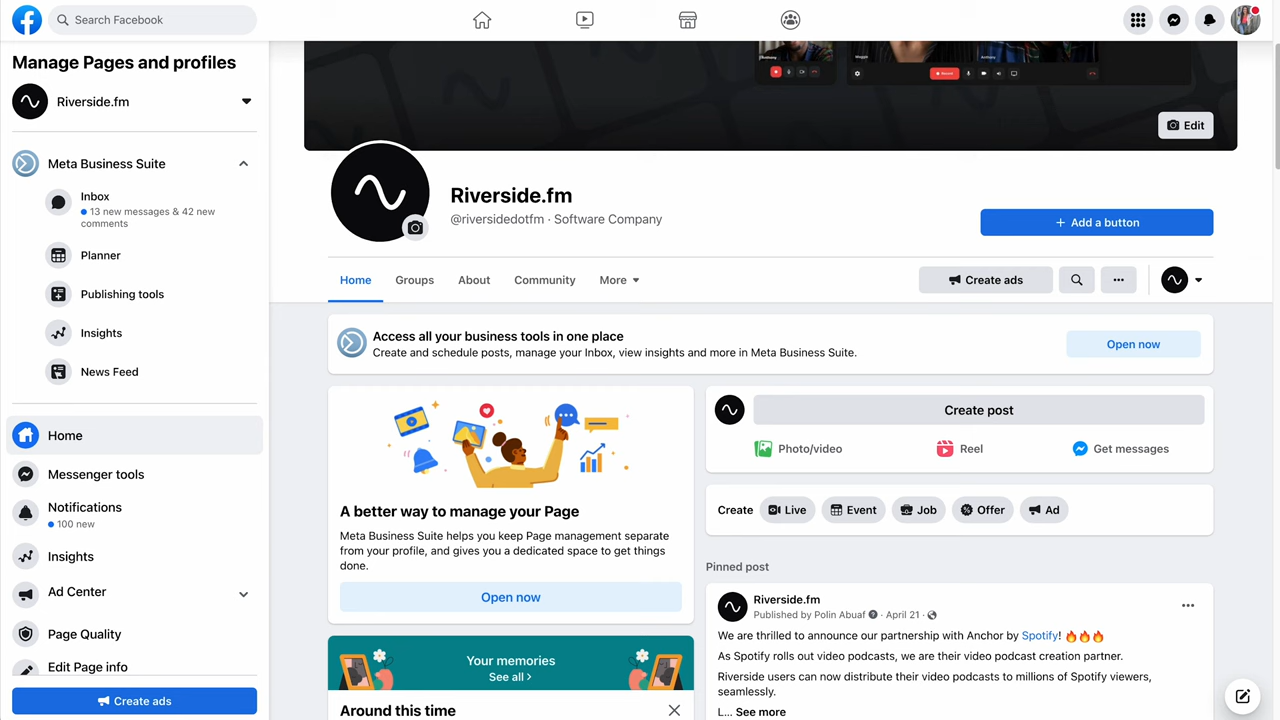 Search Facebook
Manage Pages and profiles
Riverside.fm
Meta Business Suite
Inbox
13 new messages & 42 new
comments
Planner
Publishing tools
Insights
News Feed
Home
Messenger tools
Notifications
100 new
Insights
Ad Center
Page Quality
Edit Page info
Create ads
Edit
Riverside.fm
@riversidedotfm · Software Company
+ Add a button
Home
Groups
About
Community
More
Create ads
Access all your business tools in one place
Create and schedule posts, manage your Inbox, view insights and more in Meta Business Suite.
Open now
A better way to manage your Page
Meta Business Suite helps you keep Page management separate
from your profile, and gives you a dedicated space to get things
done.
Open now
Your memories
See all >
Around this time
Create post
Photo/video
Reel
Get messages
Create
Live
Event
Job
Offer
Ad
Pinned post
Riverside.fm
Published by Polin Abuaf · April 21 ·
We are thrilled to announce our partnership with Anchor by Spotify! 🔥🔥🔥
As Spotify rolls out video podcasts, we are their video podcast creation partner.
Riverside users can now distribute their video podcasts to millions of Spotify viewers,
seamlessly.
L... See more